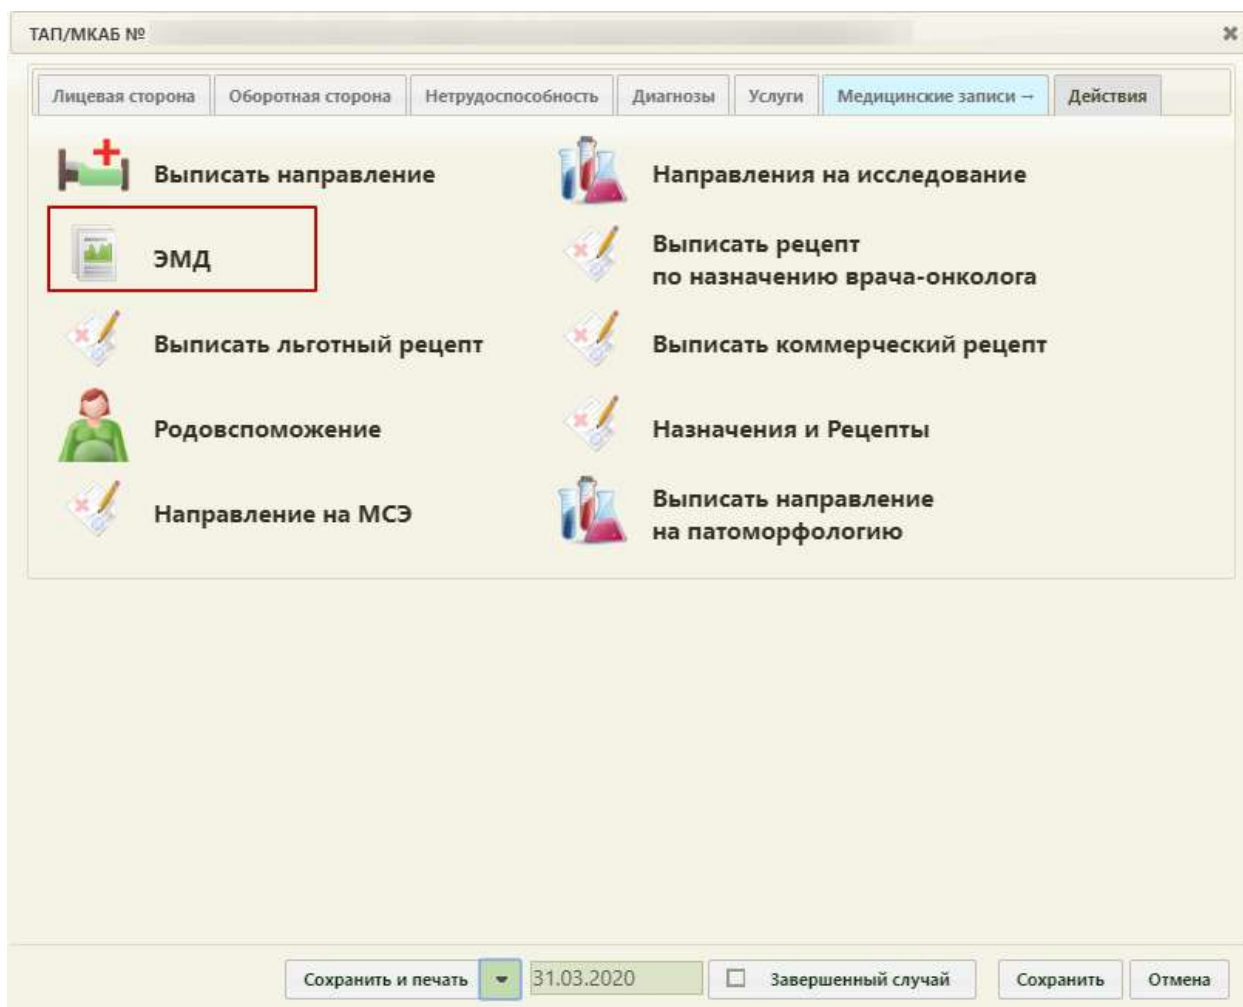 ТАП/МКАБ №
Лицевая сторона
Оборотная сторона
Нетрудоспособность
Диагнозы
Услуги
Медицинские записи →
Действия
Выписать направление
Направления на исследование
ЭМД
Выписать рецепт
по назначению врача-онколога
Выписать льготный рецепт
Выписать коммерческий рецепт
Родовспоможение
Назначения и Рецепты
Направление на МСЭ
Выписать направление
на патоморфологию
Сохранить и печать
31.03.2020
Завершенный случай
Сохранить
Отмена